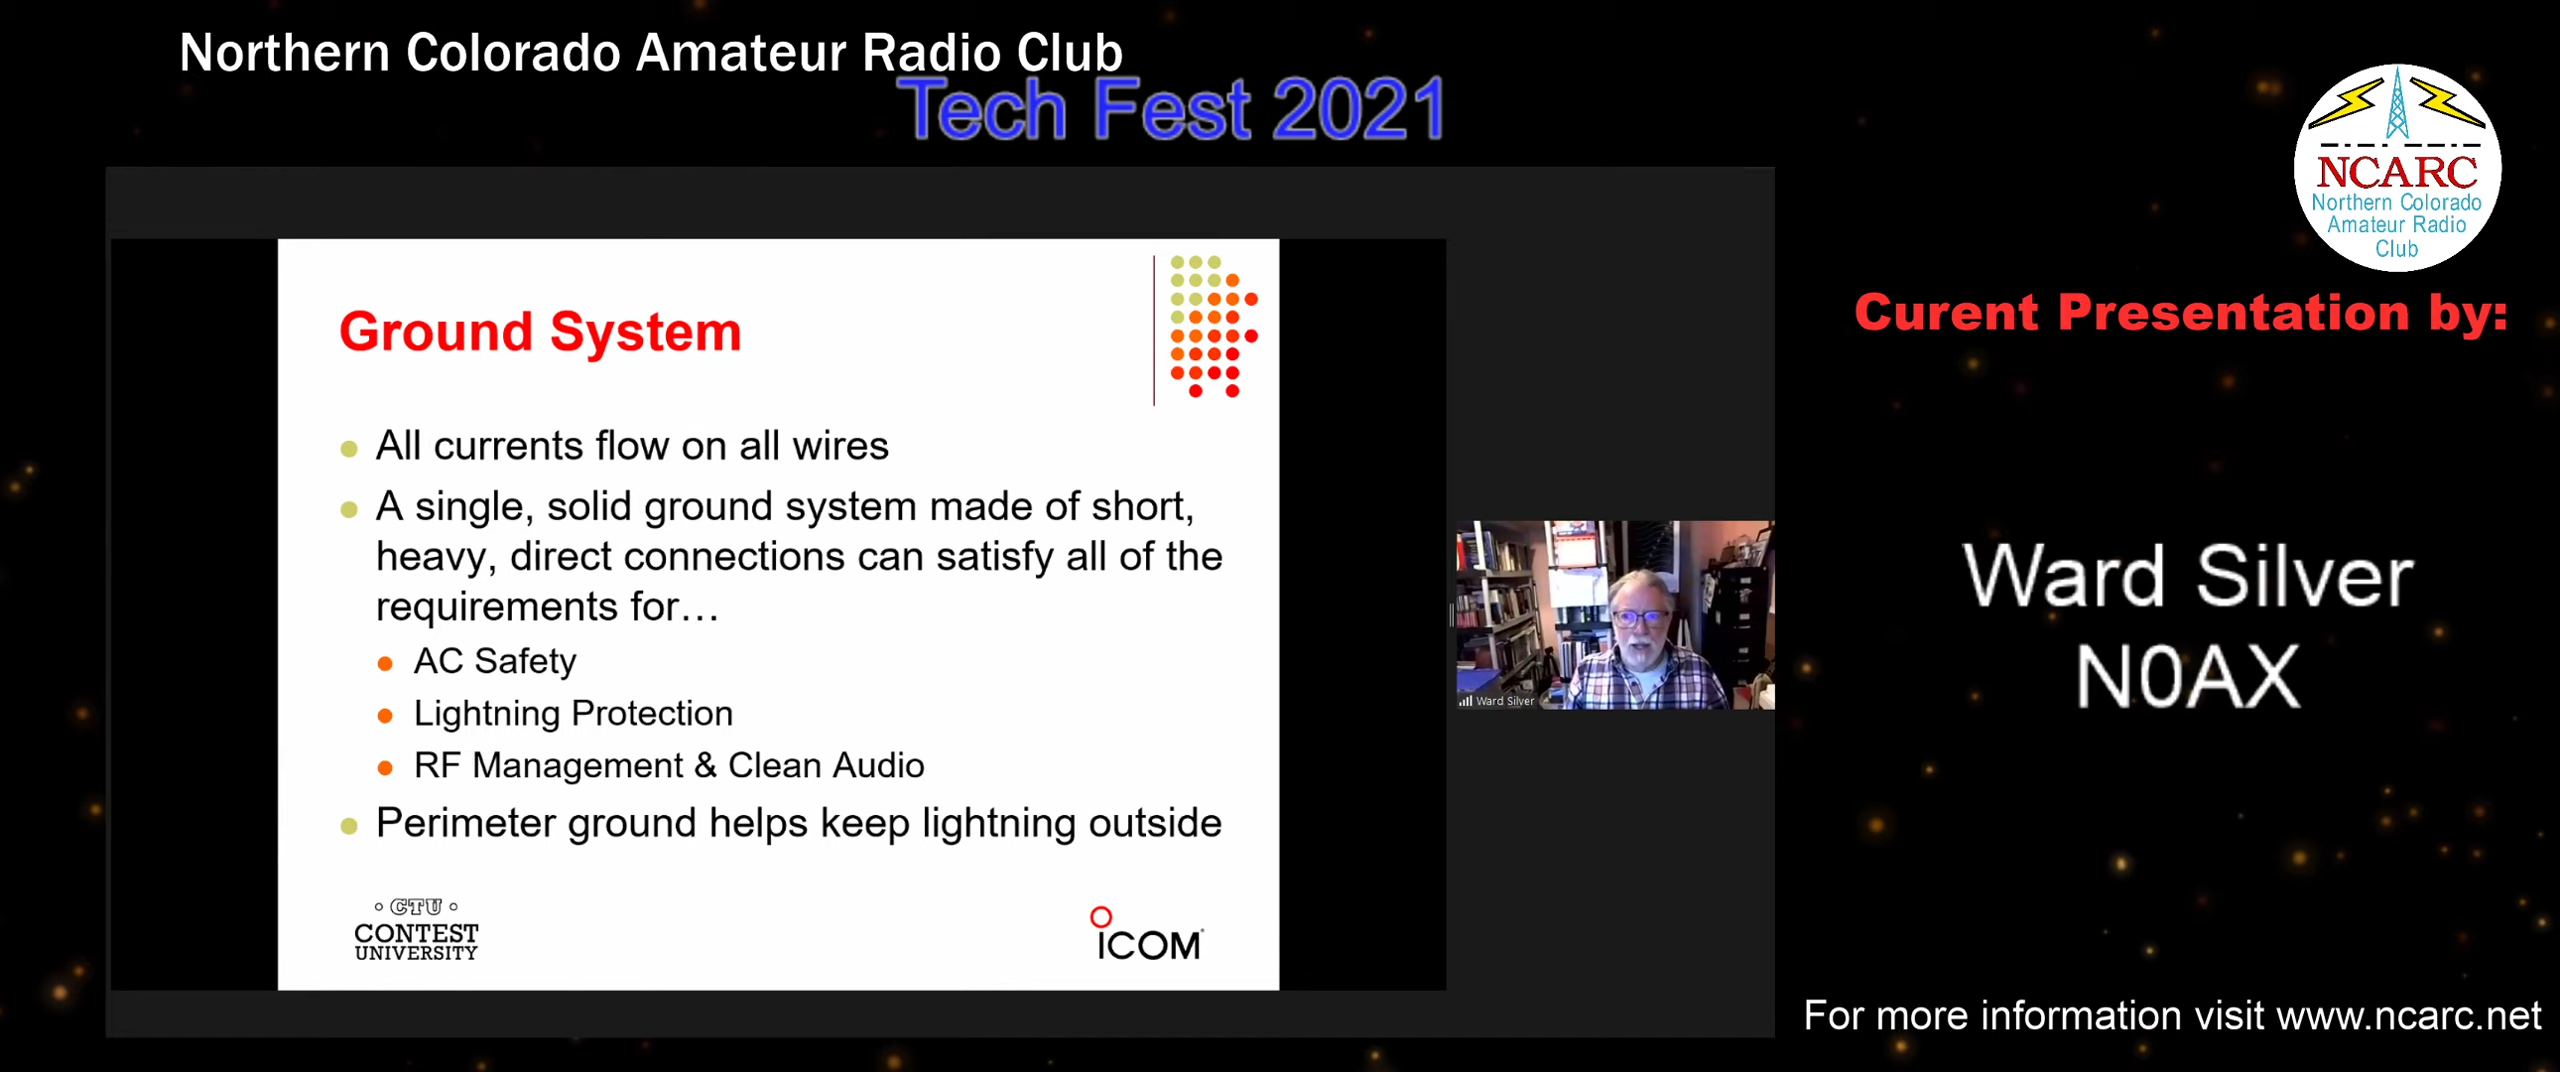 Northern Colorado Amateur Radio Club
Tech Fest 2021
NCARC
Northern Colorado
Amateur Radio
Club
Curent Presentation by:
Ward Silver
N0AX
Ground System
All currents flow on all wires
A single, solid ground system made of short,
heavy, direct connections can satisfy all of the
requirements for…
AC Safety
Lightning Protection
RF Management & Clean Audio
Perimeter ground helps keep lightning outside
CTU
CONTEST
UNIVERSITY
ICOM
Ward Silver
For more information visit www.ncarc.net